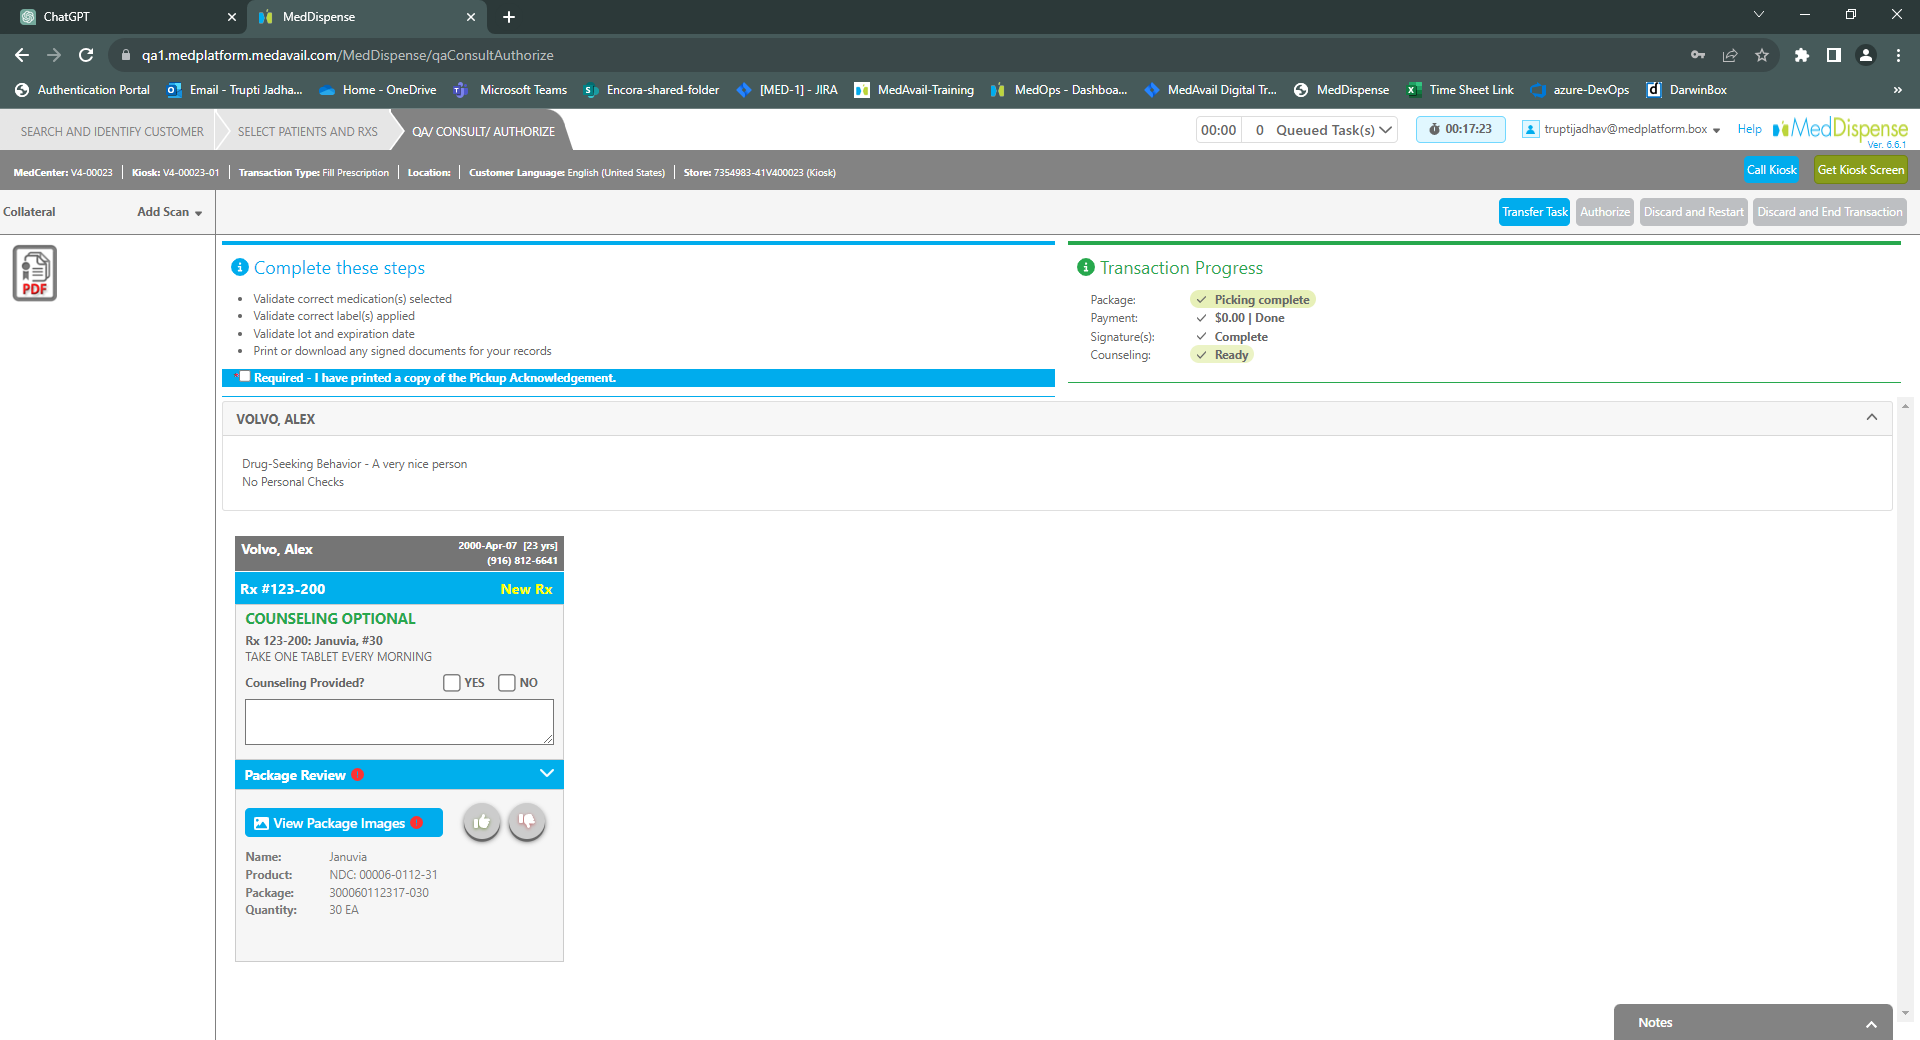 ChatGPT
MedDispense
qa1.medplatform.medavail.com/MedDispense/qaConsultAuthorize
Authentication Portal
Email - Trupti Jadha...
Home - OneDrive
Microsoft Teams
Encora-shared-folder
[MED-1] - JIRA
MedAvail-Training
MedOps - Dashboa...
MedAvail Digital Tr...
MedDispense
Time Sheet Link
azure-DevOps
DarwinBox
SEARCH AND IDENTIFY CUSTOMER
SELECT PATIENTS AND RXS
QA/ CONSULT/ AUTHORIZE
00:00
0 Queued Task(s)
00:17:23
truptijadhav@medplatform.box
Help
MedDispense
Ver. 6.6.1
MedCenter: V4-00023
Kiosk: V4-00023-01
Transaction Type: Fill Prescription
Location:
Customer Language: English (United States)
Store: 7354983-41V400023 (Kiosk)
Call Kiosk
Get Kiosk Screen
Collateral
Add Scan
Transfer Task
Authorize
Discard and Restart
Discard and End Transaction
PDF
Complete these steps
Validate correct medication(s) selected
Validate correct label(s) applied
Validate lot and expiration date
Print or download any signed documents for your records
* Required - I have printed a copy of the Pickup Acknowledgement.
Transaction Progress
Package: Picking complete
Payment: $0.00 | Done
Signature(s): Complete
Counseling: Ready
VOLVO, ALEX
Drug-Seeking Behavior - A very nice person
No Personal Checks
Volvo, Alex
2000-Apr-07 [23 yrs]
(916) 812-6641
Rx #123-200
New Rx
COUNSELING OPTIONAL
Rx 123-200: Januvia, #30
TAKE ONE TABLET EVERY MORNING
Counseling Provided?
YES
NO
Package Review
View Package Images
Name: Januvia
Product: NDC: 00006-0112-31
Package: 300060112317-030
Quantity: 30 EA
Notes